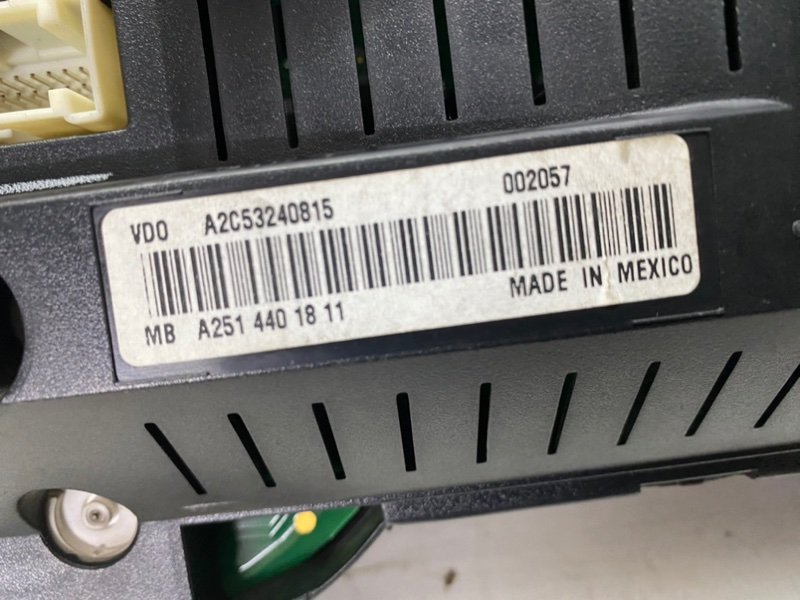 VDO A2C53240815 002057
MB A251 440 18 11 MADE IN MEXICO